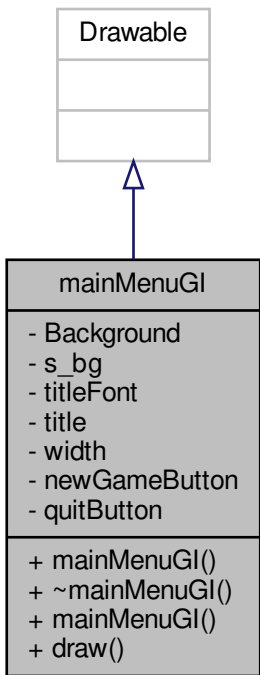 Drawable
mainMenuGI
- Background
- s_bg
- titleFont
- title
- width
- newGameButton
- quitButton
+ mainMenuGI()
+ ~mainMenuGI()
+ mainMenuGI()
+ draw()